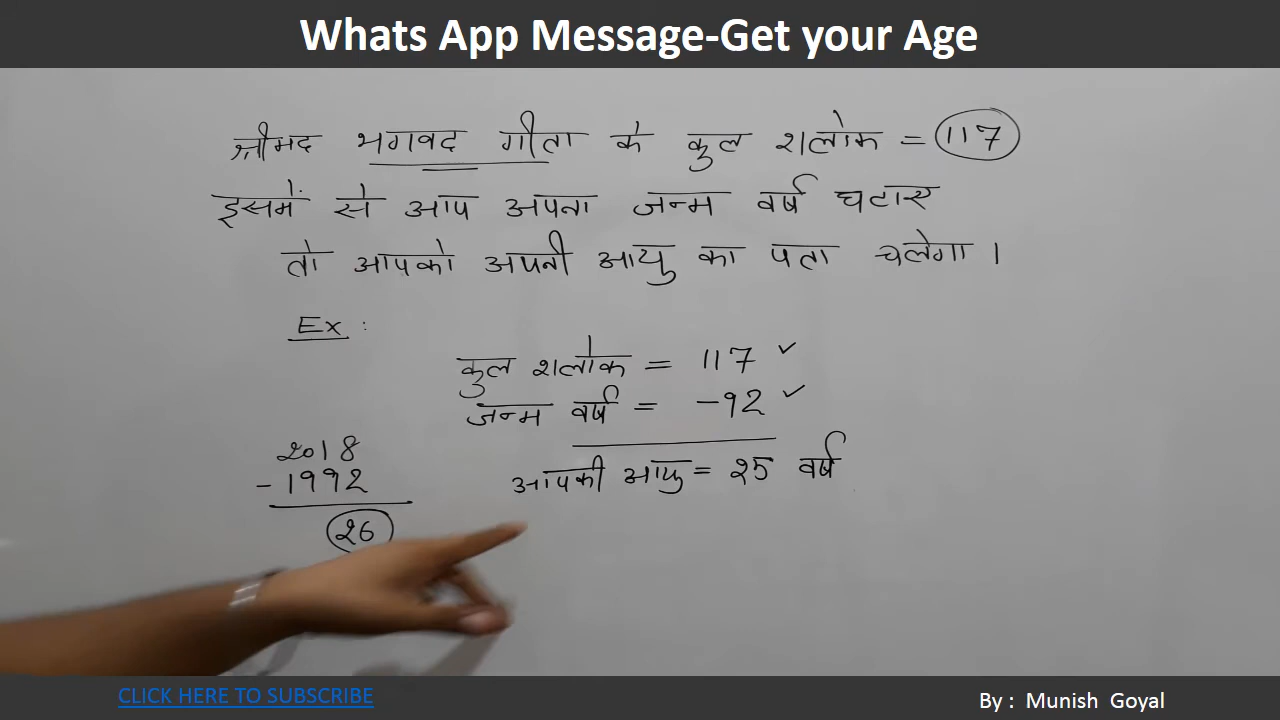 Whats App Message-Get your Age
श्रीमद भगवद गीता के कुल शलोक = 117
इसमें से आप अपना जन्म वर्ष घटाए
तो आपको अपनी आयु का पता चलेगा ।
Ex :
कुल शलोक = 117 ✓
जन्म वर्ष = -92 ✓
आपकी आयु = 25 वर्ष
2018
- 1992
26
CLICK HERE TO SUBSCRIBE
By : Munish Goyal